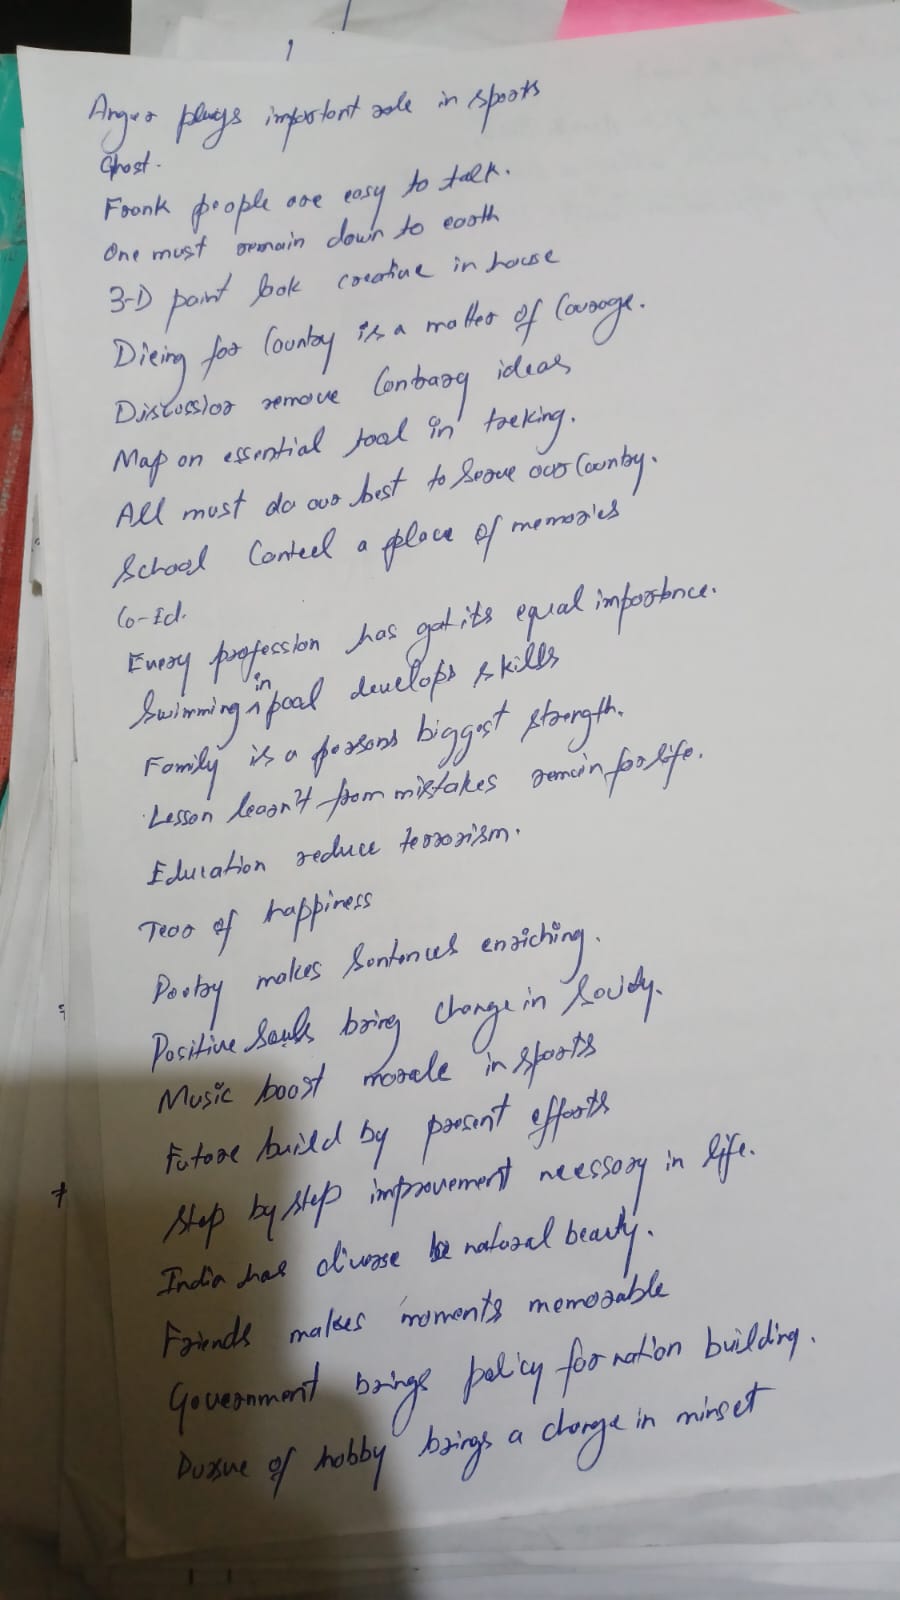 1
Anger plays important role in sports
Ghost.
Frank people are easy to talk.
One must remain down to earth
3-D paint look creative in house
Dieing for Country is a matter of Courage.
Discussion remove Contrary ideas
Map an essential tool in treking.
All must do our best to Serve our Country.
School Canteel a place of memories
Co-Ed.
Every profession has got its equal importance.
Swimming in pool develops skills
Family is a persons biggest strength.
Lesson learn't from mistakes remain for life.
Education reduce terrorism.
Tear of happiness
Poetry makes Sentences enriching.
Positive Souls bring change in Society.
Music boost morale in sports
Future build by present efforts
Step by step improvement necessary in life.
India has diverse natural beauty.
Friends makes moments memorable
Government brings policy for nation building.
Pursue of hobby brings a change in minset